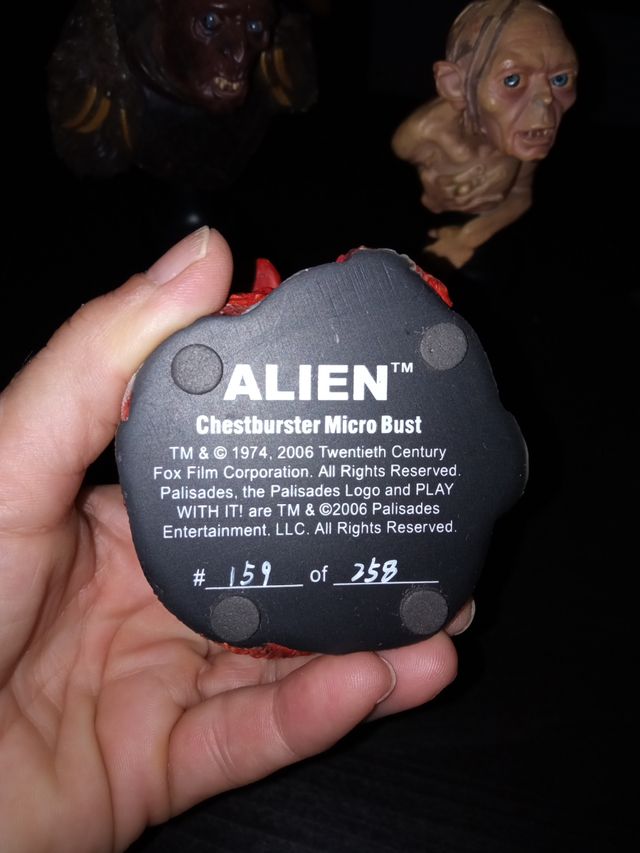 ALIEN™
Chestburster Micro Bust
TM & © 1974, 2006 Twentieth Century
Fox Film Corporation. All Rights Reserved.
Palisades, the Palisades Logo and PLAY
WITH IT! are TM & ©2006 Palisades
Entertainment. LLC. All Rights Reserved.
# 159 of 258